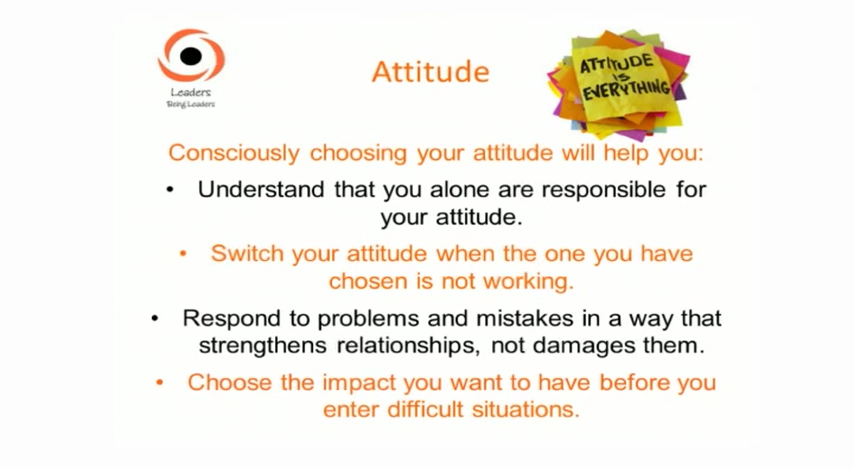 Leaders
Being Leaders
Attitude
ATTITUDE
IS
EVERYTHING
Consciously choosing your attitude will help you:
• Understand that you alone are responsible for
your attitude.
• Switch your attitude when the one you have
chosen is not working.
• Respond to problems and mistakes in a way that
strengthens relationships, not damages them.
• Choose the impact you want to have before you
enter difficult situations.